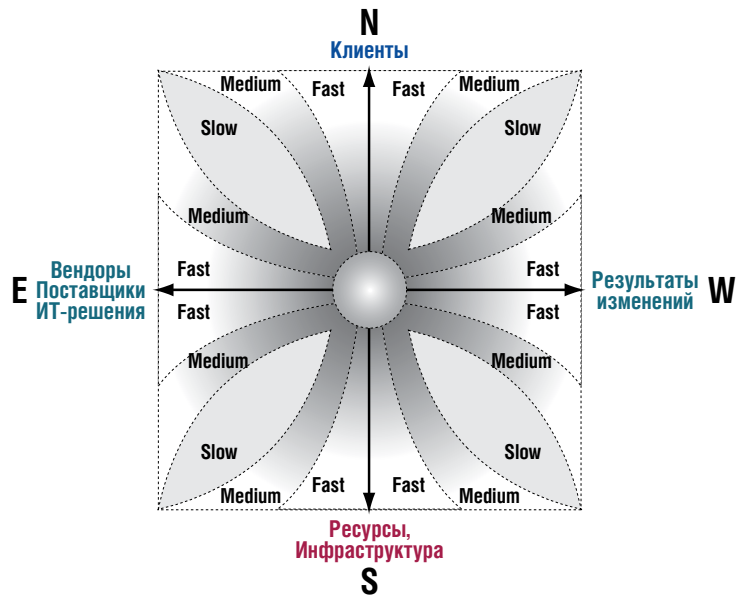 N
Клиенты
Medium Fast Fast Medium
Slow Slow
Medium Medium
Fast Fast
E Вендоры
Поставщики
ИТ-решения
Результаты
изменений W
Fast Fast
Medium Medium
Slow Slow
Medium Fast Fast Medium
Ресурсы,
Инфраструктура
S